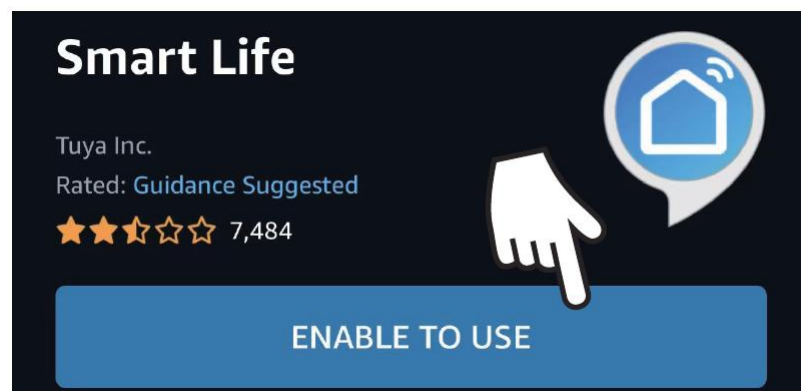 Smart Life
Tuya Inc.
Rated: Guidance Suggested
7,484
ENABLE TO USE